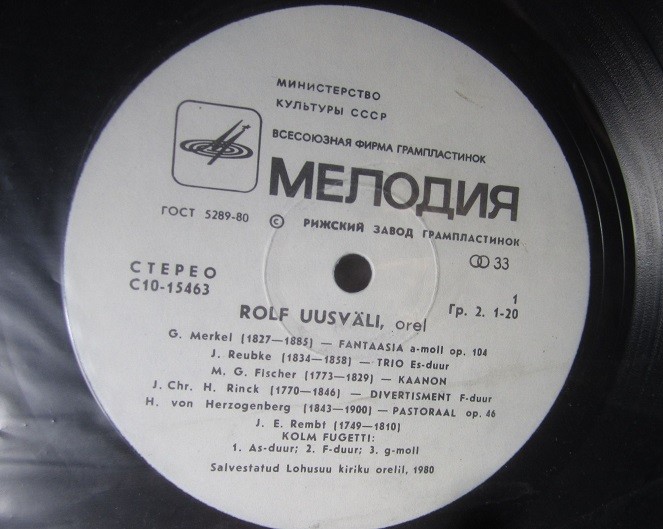 МИНИСТЕРСТВО
КУЛЬТУРЫ СССР
ВСЕСОЮЗНАЯ ФИРМА ГРАМПЛАСТИНОК
МЕЛОДИЯ
ГОСТ 5289-80 © РИЖСКИЙ ЗАВОД ГРАМПЛАСТИНОК
СТЕРЕО
33
С10-15463
1
Гр. 2. 1-20
ROLF UUSVÄLI, orel
G. Merkel (1827—1885) — FANTAASIA a-moll op. 104
J. Reubke (1834—1858) — TRIO Es-duur
M. G. Fischer (1773—1829) — KAANON
J. Chr. H. Rinck (1770—1846) — DIVERTISMENT F-duur
H. von Herzogenberg (1843—1900) — PASTORAAL op. 46
J. E. Rembt (1749—1810)
KOLM FUGETTI:
1. As-duur; 2. F-duur; 3. g-moll
Salvestatud Lohusuu kiriku orelil, 1980